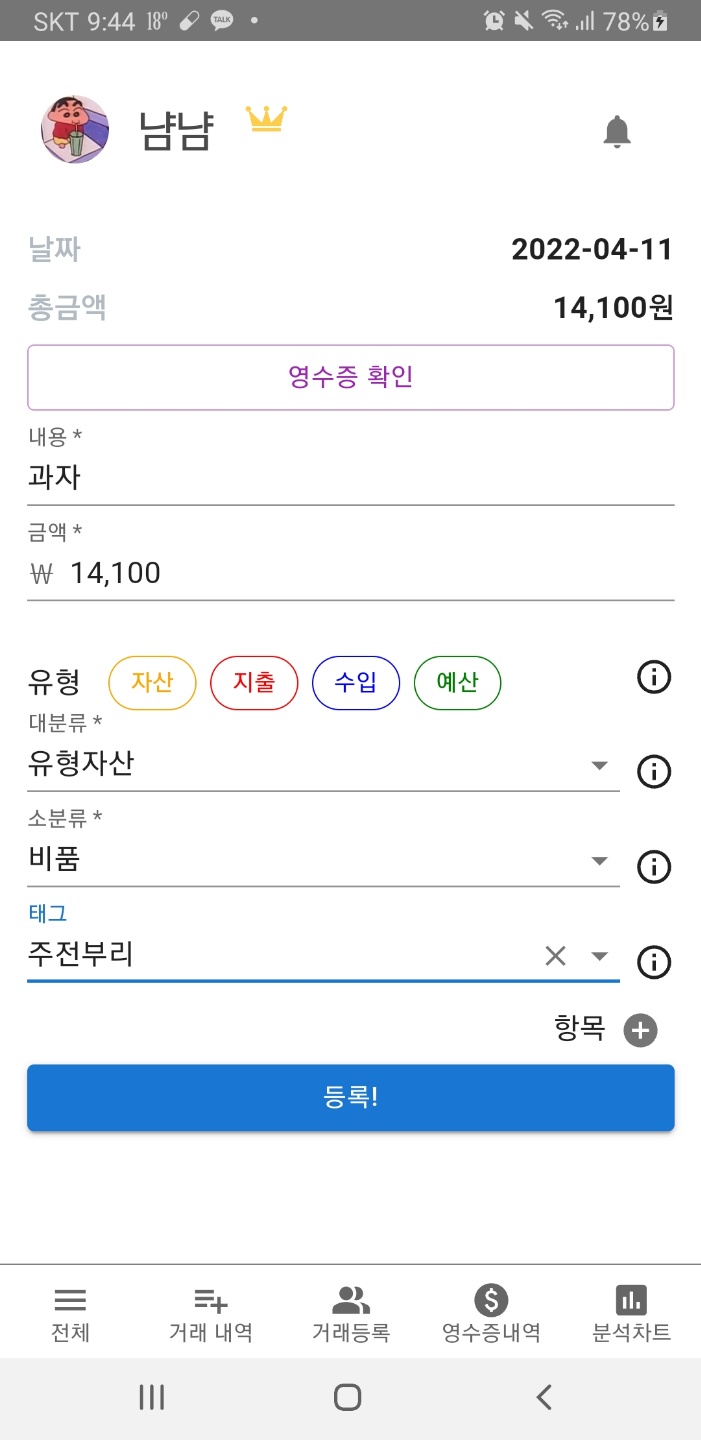 SKT 9:44 18° TALK 78%
냠냠
날짜 2022-04-11
총금액 14,100원
영수증 확인
내용 *
과자
금액 *
₩ 14,100
유형 자산 지출 수입 예산
대분류 *
유형자산
소분류 *
비품
태그
주전부리
항목
등록!
전체 거래 내역 거래등록 영수증내역 분석차트